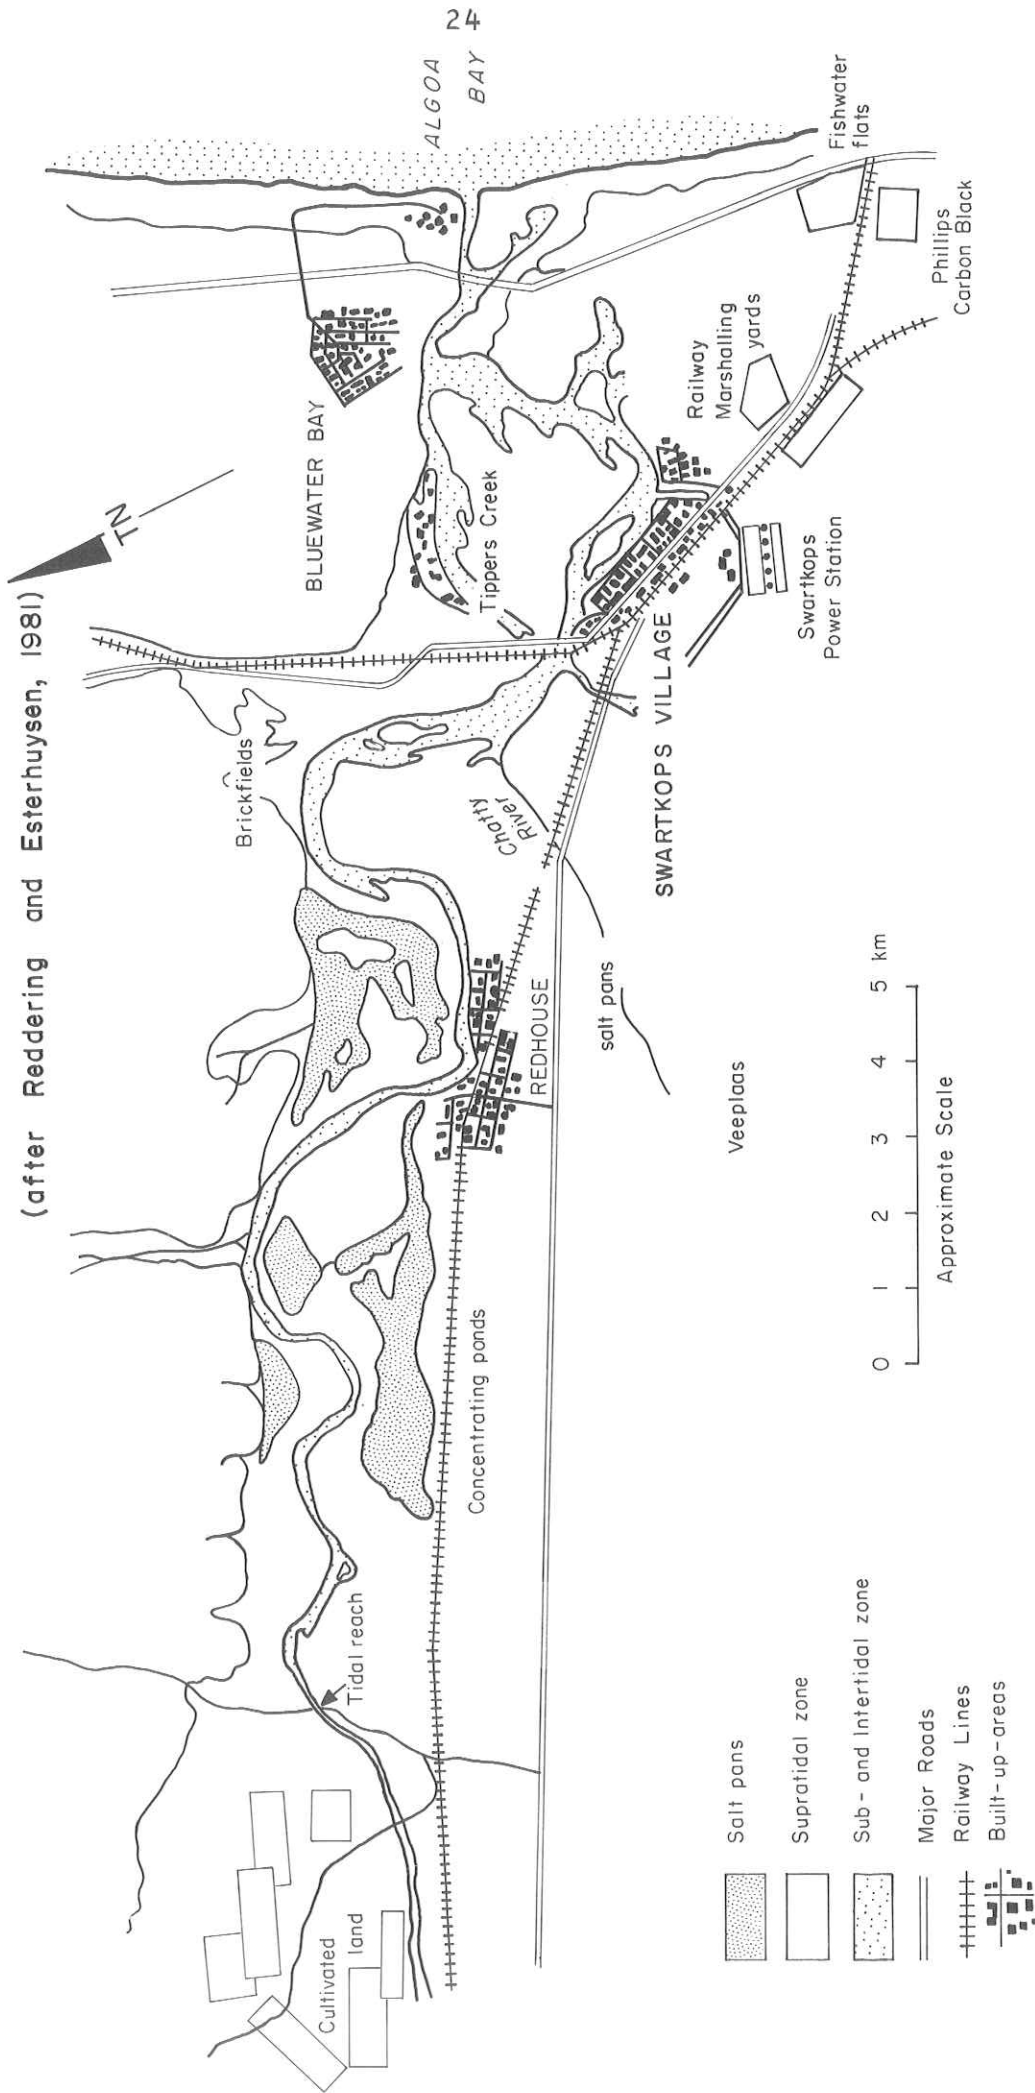 24
(after Reddering and Esterhuysen, 1981)
ALGOA
BAY
TN
BLUEWATER BAY
Brickfields
Tippers Creek
Fishwater
flats
Phillips
Carbon Black
Railway
Marshalling
yards
Swartkops
Power Station
SWARTKOPS VILLAGE
Chatty
River
REDHOUSE
salt pans
Veeplaas
Concentrating ponds
Tidal reach
Cultivated
land
0 1 2 3 4 5 km
Approximate Scale
Salt pans
Supratidal zone
Sub- and Intertidal zone
Major Roads
Railway Lines
Built-up-areas